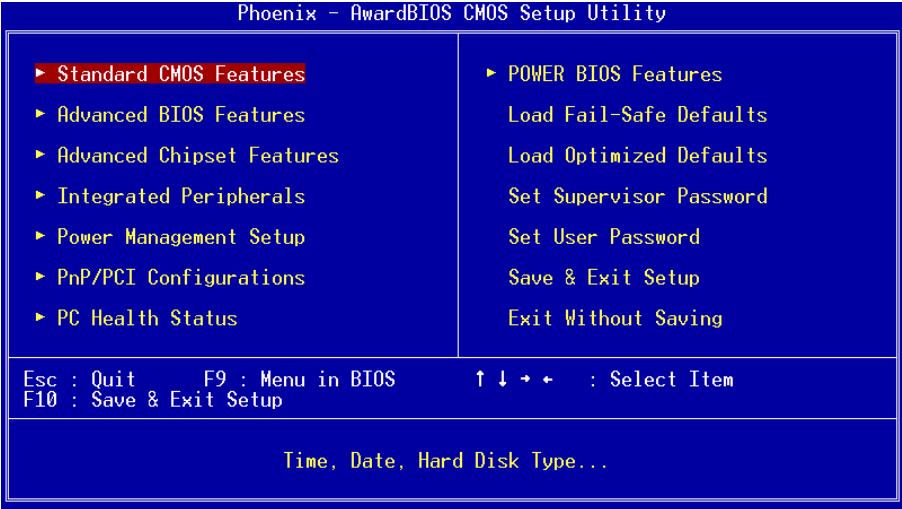 Phoenix - AwardBIOS CMOS Setup Utility
► Standard CMOS Features
► Advanced BIOS Features
► Advanced Chipset Features
► Integrated Peripherals
► Power Management Setup
► PnP/PCI Configurations
► PC Health Status
► POWER BIOS Features
Load Fail-Safe Defaults
Load Optimized Defaults
Set Supervisor Password
Set User Password
Save & Exit Setup
Exit Without Saving
Esc : Quit F9 : Menu in BIOS ↑ ↓ → ← : Select Item
F10 : Save & Exit Setup
Time, Date, Hard Disk Type...